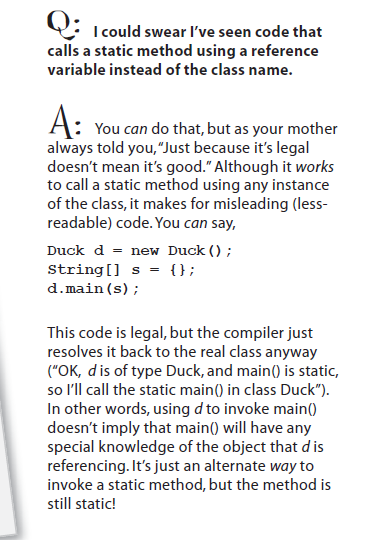 Q: I could swear I've seen code that
calls a static method using a reference
variable instead of the class name.
A: You can do that, but as your mother
always told you, "Just because it's legal
doesn't mean it's good." Although it works
to call a static method using any instance
of the class, it makes for misleading (less-
readable) code. You can say,
Duck d = new Duck();
String[] s = {};
d.main(s);
This code is legal, but the compiler just
resolves it back to the real class anyway
("OK, d is of type Duck, and main() is static,
so I'll call the static main() in class Duck").
In other words, using d to invoke main()
doesn't imply that main() will have any
special knowledge of the object that d is
referencing. It's just an alternate way to
invoke a static method, but the method is
still static!